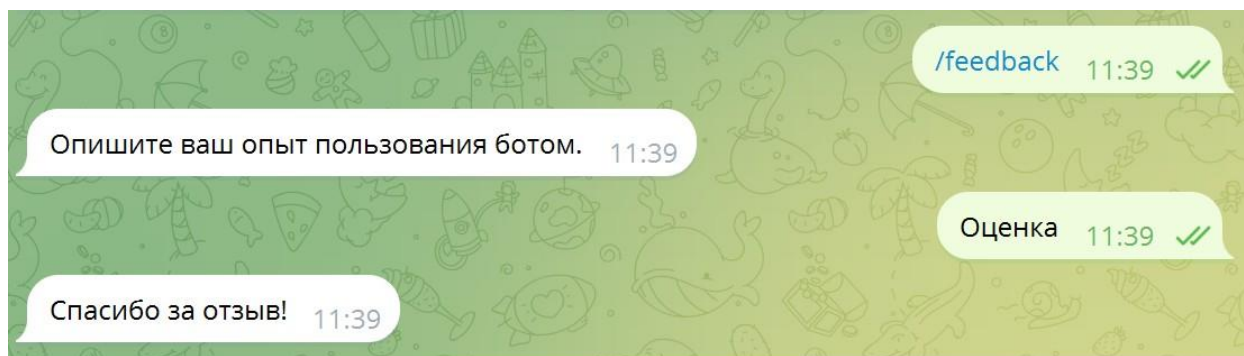 /feedback 11:39
Опишите ваш опыт пользования ботом. 11:39
Оценка 11:39
Спасибо за отзыв! 11:39